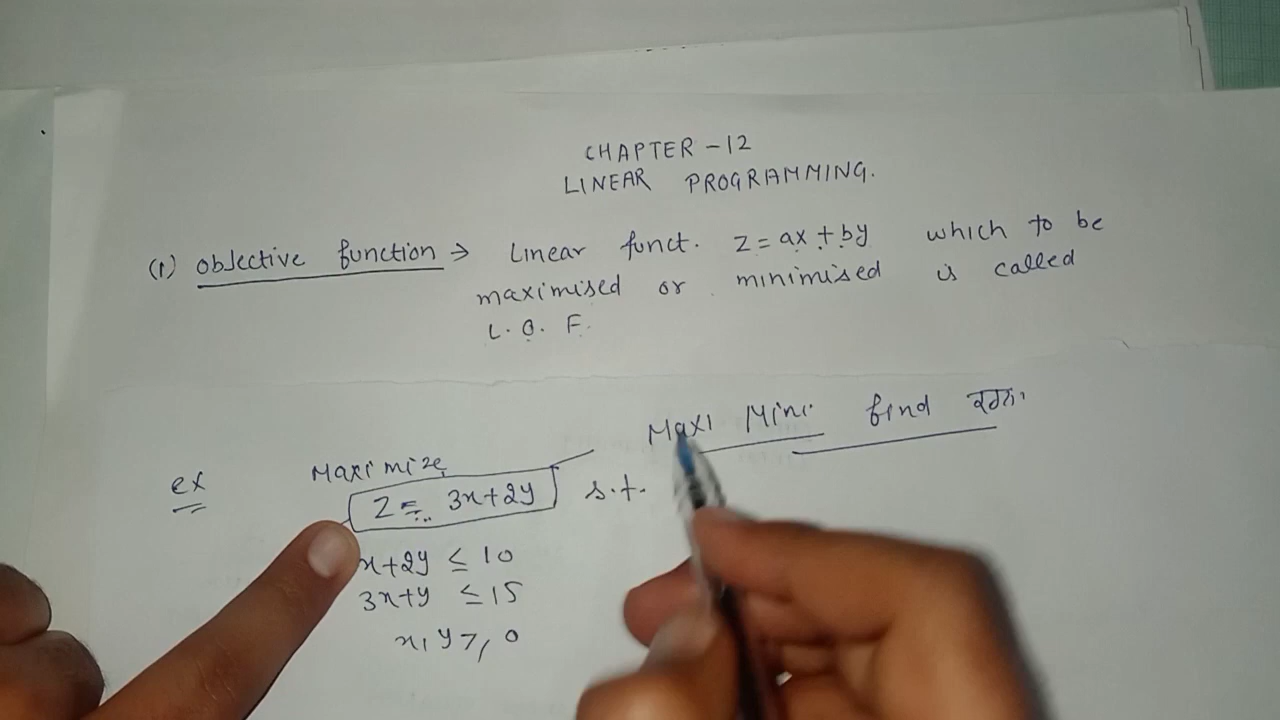 CHAPTER - 12
LINEAR PROGRAMMING.
(1) objective function → Linear funct. Z = ax + by which to be
maximised or minimised is called
L. O. F.
Maxi Mini find करना
ex Maximize
Z = 3x+2y s.t.
x+2y ≤ 10
3x+y ≤ 15
x, y ≥, 0